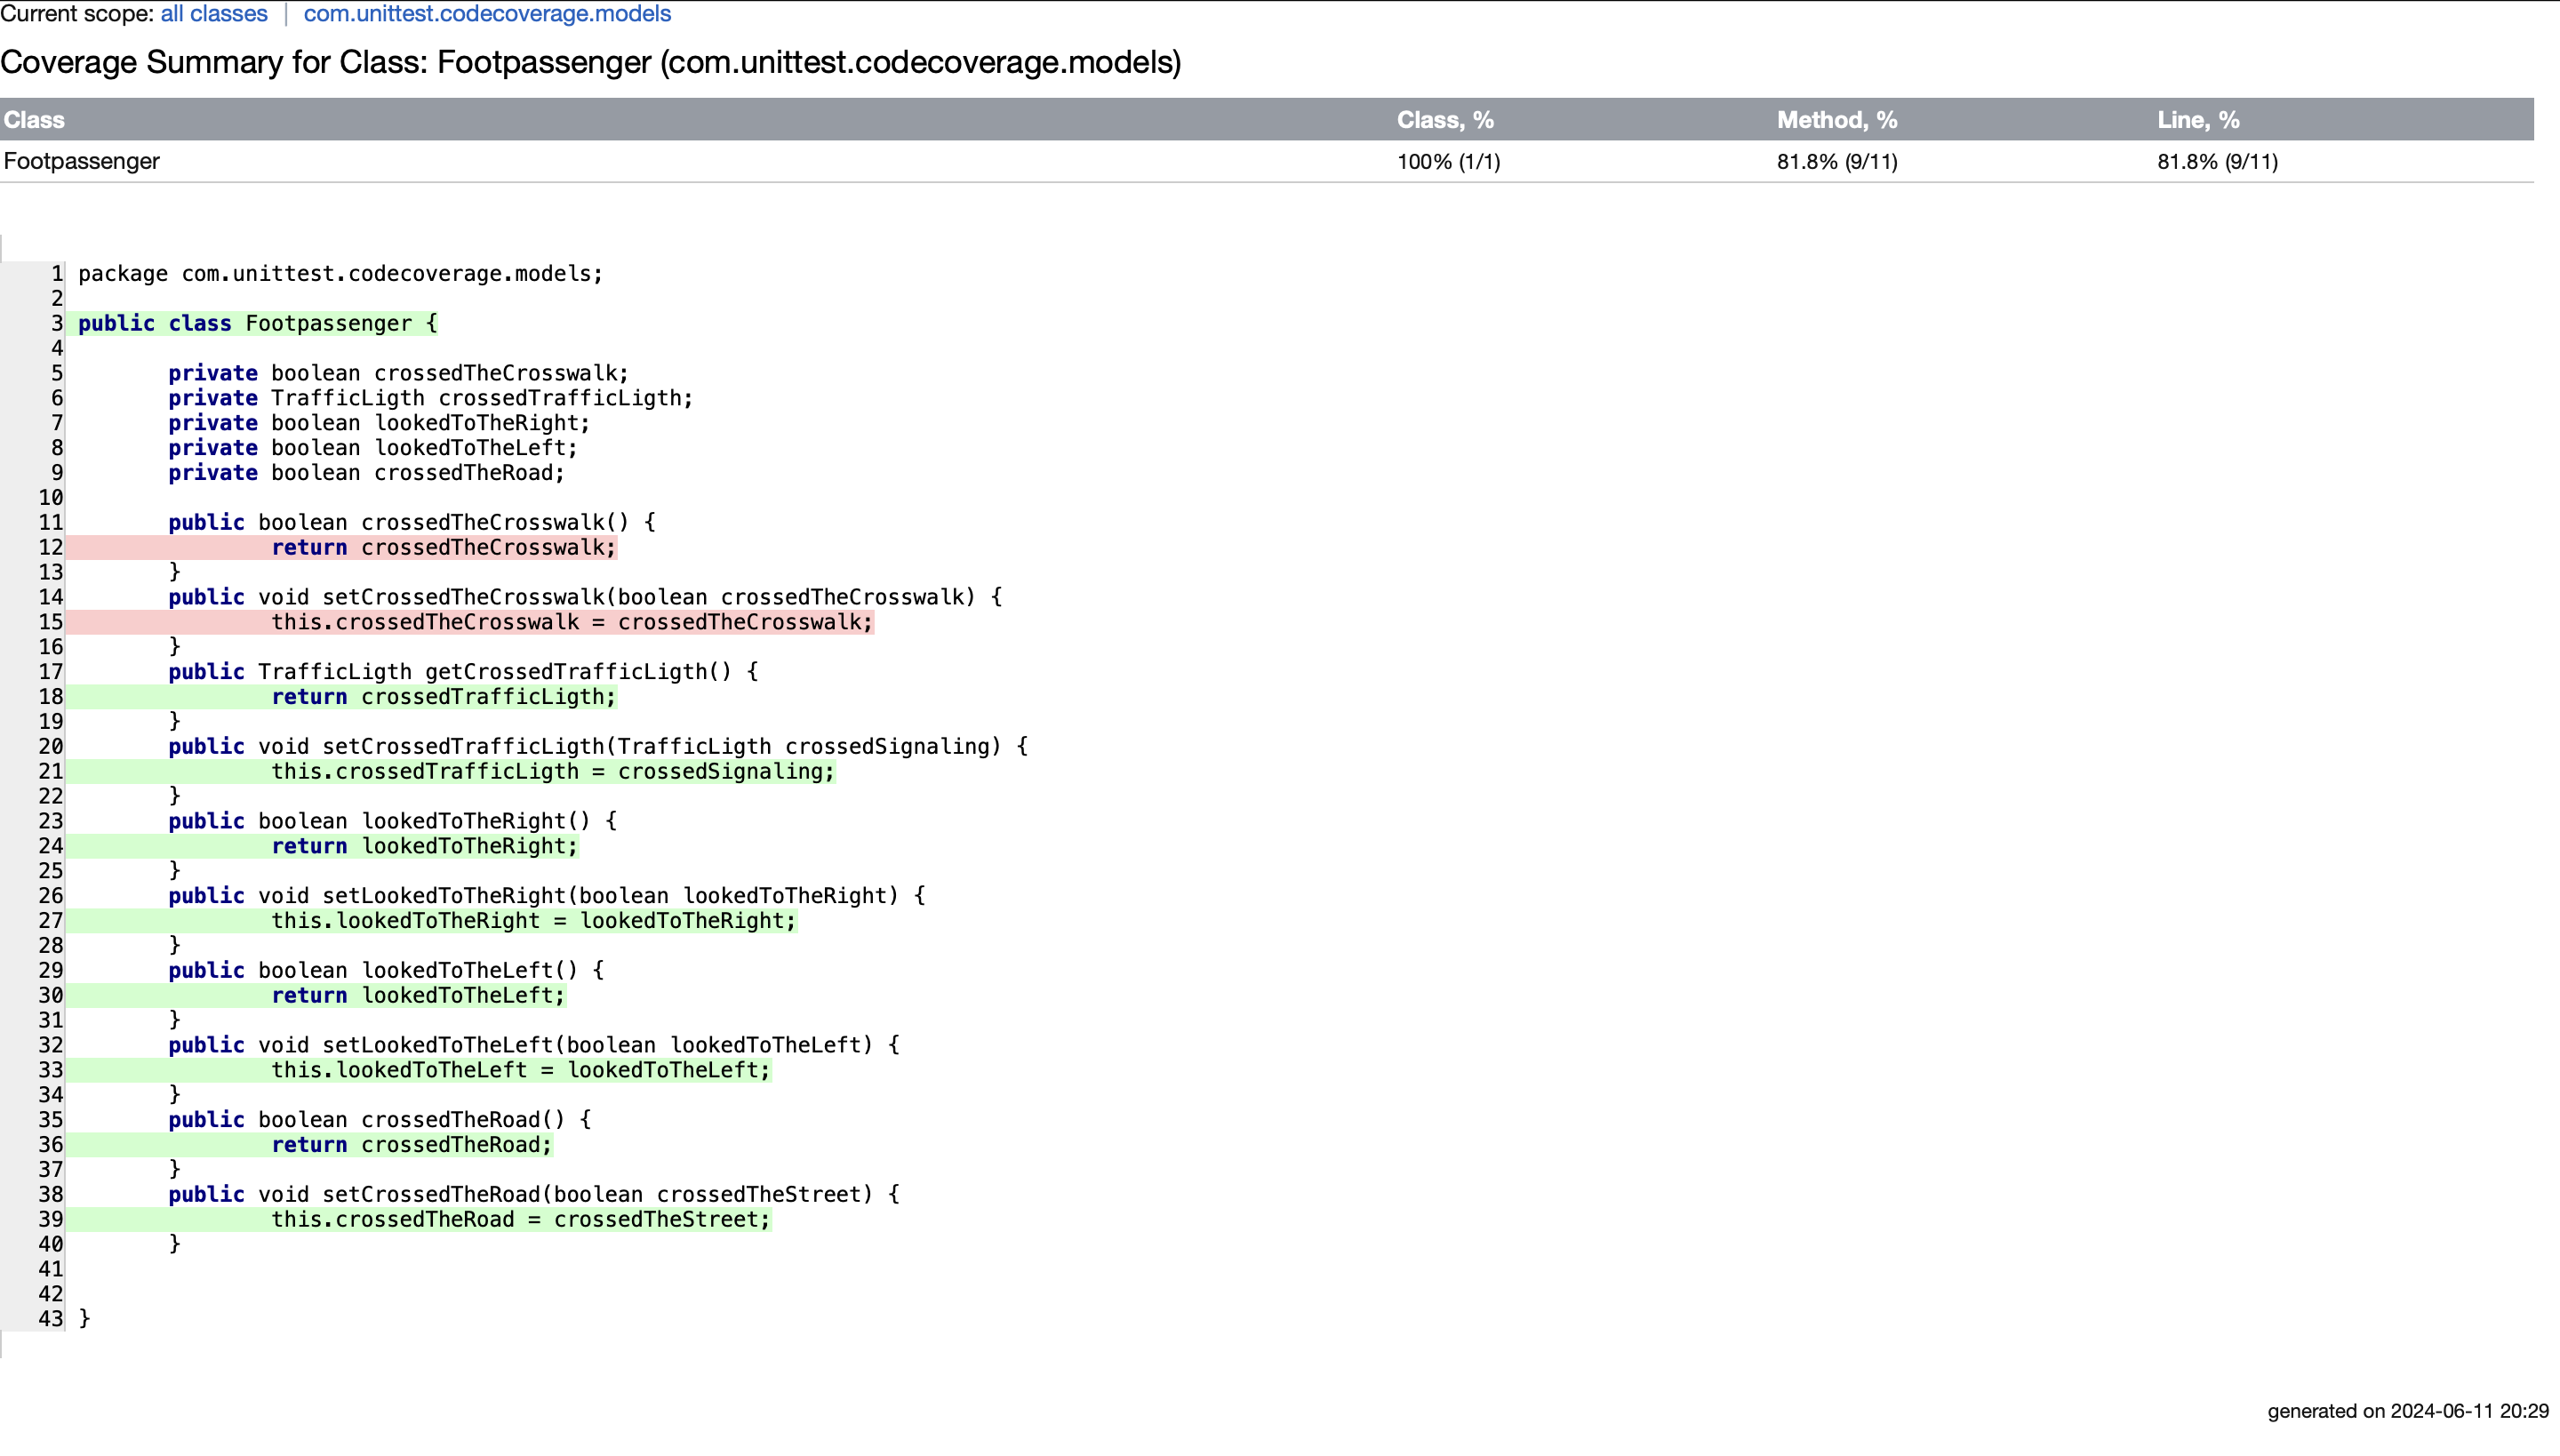 Current scope: all classes | com.unittest.codecoverage.models
Coverage Summary for Class: Footpassenger (com.unittest.codecoverage.models)
Class Class, % Method, % Line, %
Footpassenger 100% (1/1) 81.8% (9/11) 81.8% (9/11)
1 package com.unittest.codecoverage.models;
2
3 public class Footpassenger {
4
5 private boolean crossedTheCrosswalk;
6 private TrafficLigth crossedTrafficLigth;
7 private boolean lookedToTheRight;
8 private boolean lookedToTheLeft;
9 private boolean crossedTheRoad;
10
11 public boolean crossedTheCrosswalk() {
12 return crossedTheCrosswalk;
13 }
14 public void setCrossedTheCrosswalk(boolean crossedTheCrosswalk) {
15 this.crossedTheCrosswalk = crossedTheCrosswalk;
16 }
17 public TrafficLigth getCrossedTrafficLigth() {
18 return crossedTrafficLigth;
19 }
20 public void setCrossedTrafficLigth(TrafficLigth crossedSignaling) {
21 this.crossedTrafficLigth = crossedSignaling;
22 }
23 public boolean lookedToTheRight() {
24 return lookedToTheRight;
25 }
26 public void setLookedToTheRight(boolean lookedToTheRight) {
27 this.lookedToTheRight = lookedToTheRight;
28 }
29 public boolean lookedToTheLeft() {
30 return lookedToTheLeft;
31 }
32 public void setLookedToTheLeft(boolean lookedToTheLeft) {
33 this.lookedToTheLeft = lookedToTheLeft;
34 }
35 public boolean crossedTheRoad() {
36 return crossedTheRoad;
37 }
38 public void setCrossedTheRoad(boolean crossedTheStreet) {
39 this.crossedTheRoad = crossedTheStreet;
40 }
41
42
43 }
generated on 2024-06-11 20:29